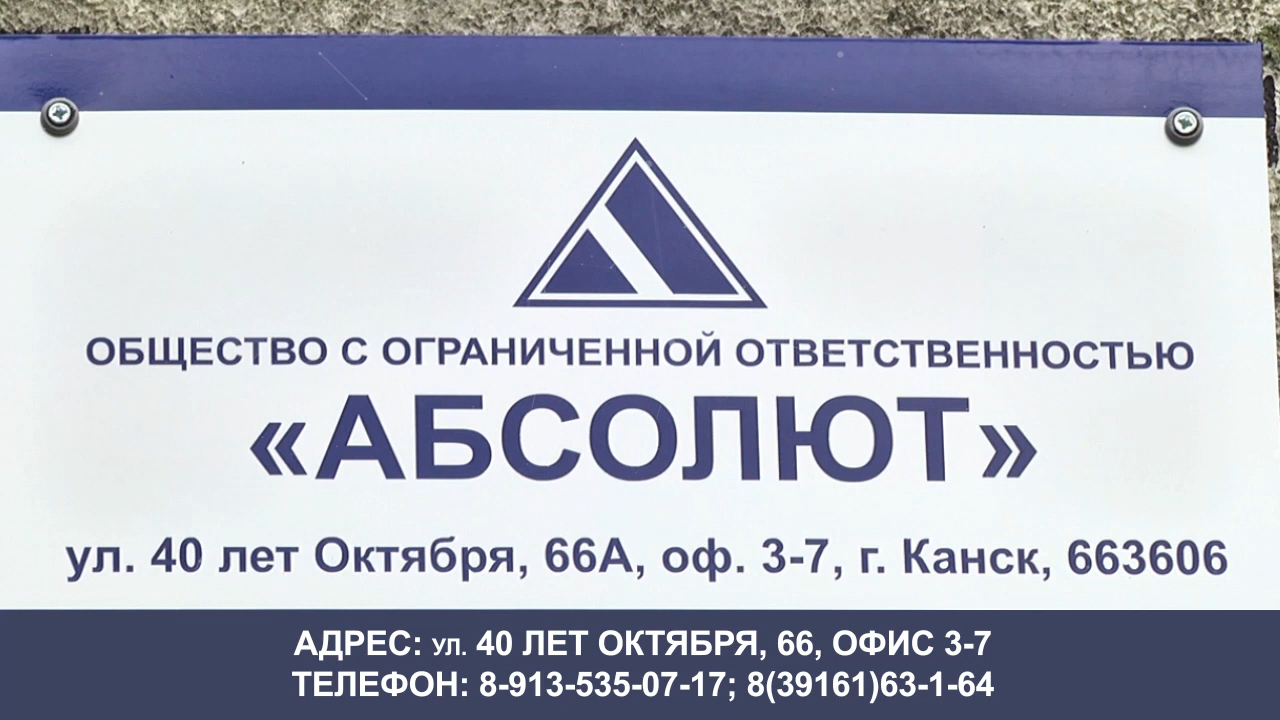 ОБЩЕСТВО С ОГРАНИЧЕННОЙ ОТВЕТСТВЕННОСТЬЮ
«АБСОЛЮТ»
ул. 40 лет Октября, 66А, оф. 3-7, г. Канск, 663606
АДРЕС: ул. 40 ЛЕТ ОКТЯБРЯ, 66, ОФИС 3-7
ТЕЛЕФОН: 8-913-535-07-17; 8(39161)63-1-64